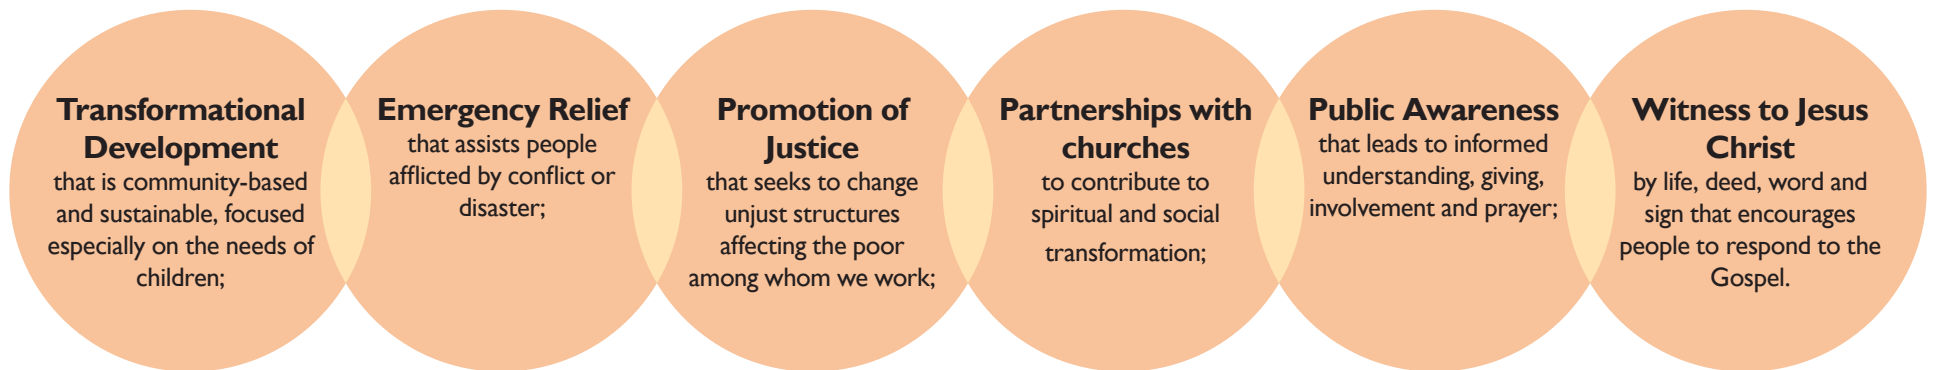 Transformational
Development
that is community-based
and sustainable, focused
especially on the needs of
children;
Emergency Relief
that assists people
afflicted by conflict or
disaster;
Promotion of
Justice
that seeks to change
unjust structures
affecting the poor
among whom we work;
Partnerships with
churches
to contribute to
spiritual and social
transformation;
Public Awareness
that leads to informed
understanding, giving,
involvement and prayer;
Witness to Jesus
Christ
by life, deed, word and
sign that encourages
people to respond to the
Gospel.